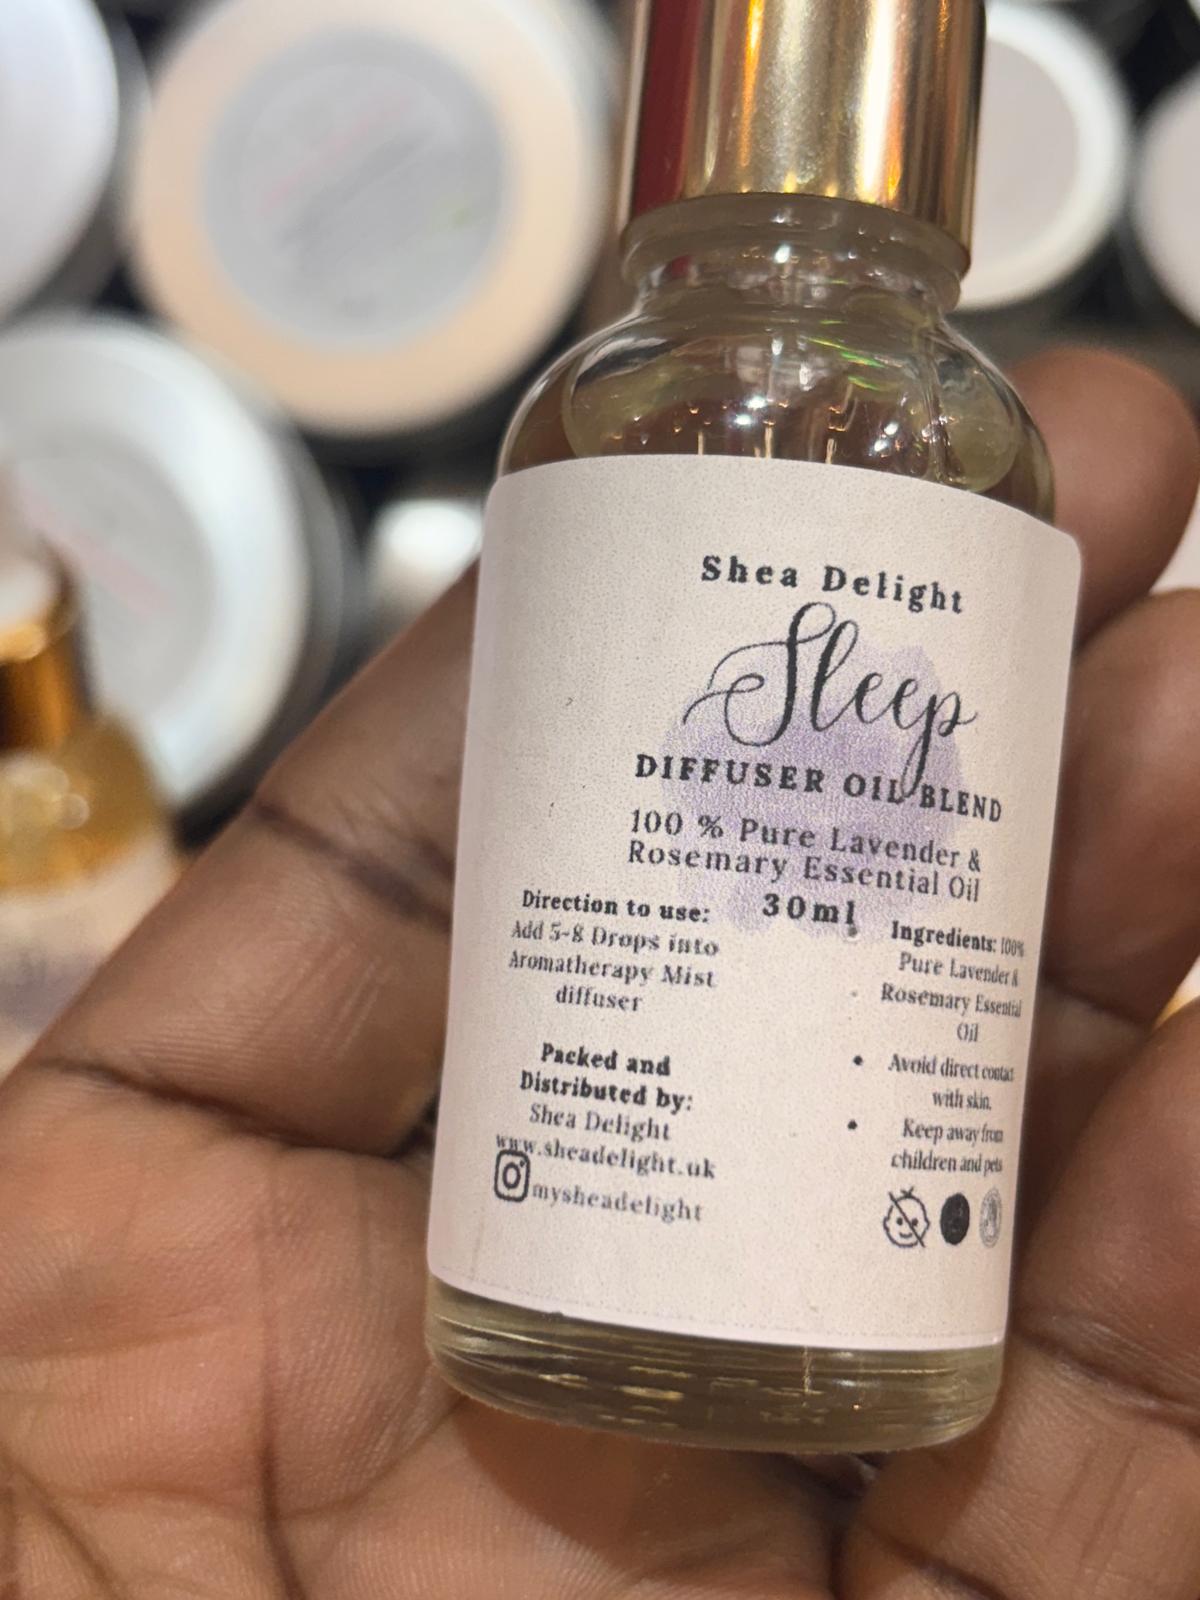 Shea Delight
Sleep
DIFFUSER OIL BLEND
100 % Pure Lavender &
Rosemary Essential Oil
30ml
Direction to use:
Add 5-8 Drops into
Aromatherapy Mist
diffuser
Packed and
Distributed by:
Shea Delight
www.sheadelight.uk
mysheadelight
Ingredients: 100%
Pure Lavender &
Rosemary Essential
Oil
• Avoid direct contact
with skin.
• Keep away from
children and pets